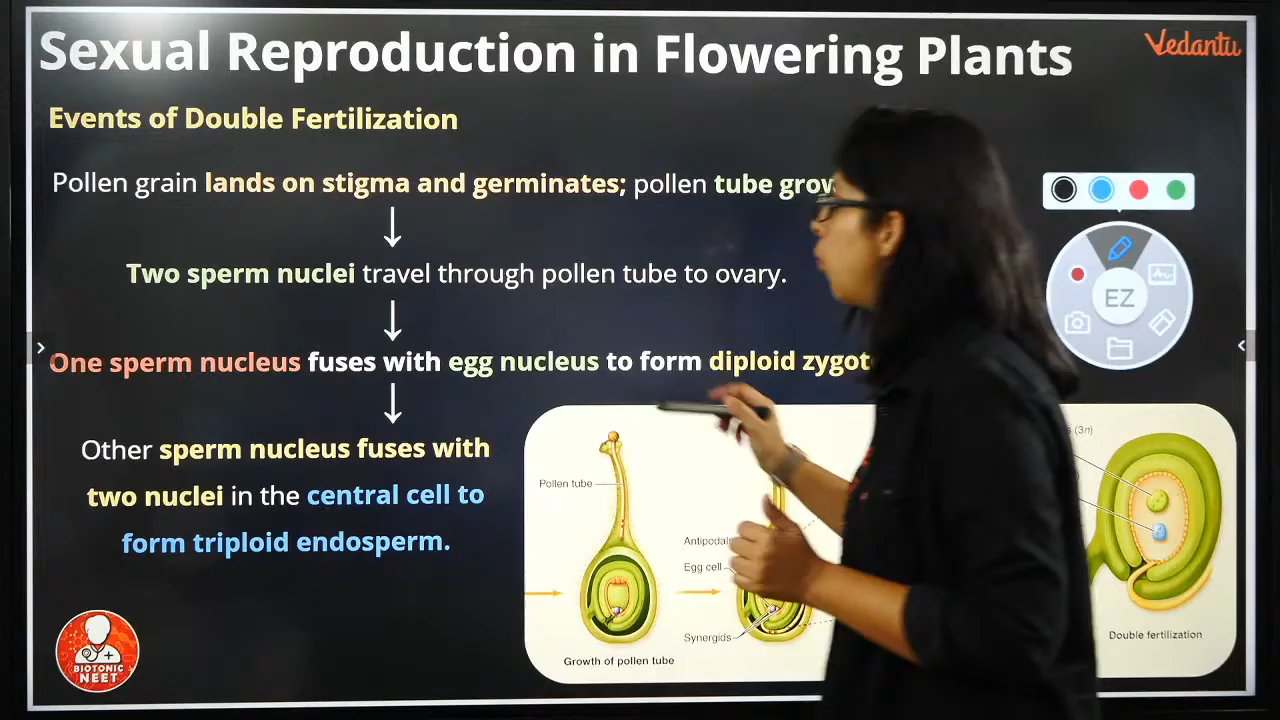 Sexual Reproduction in Flowering Plants
Vedantu
Events of Double Fertilization
Pollen grain lands on stigma and germinates; pollen tube
Two sperm nuclei travel through pollen tube to ovary.
EZ
One sperm nucleus fuses with egg nucleus to form diploid
Other sperm nucleus fuses with
two nuclei in the central cell to
form triploid endosperm.
(3n)
Pollen tube
Egg cell
Synergids
Growth of pollen tube
Double fertilization
BIOTONIC
NEET